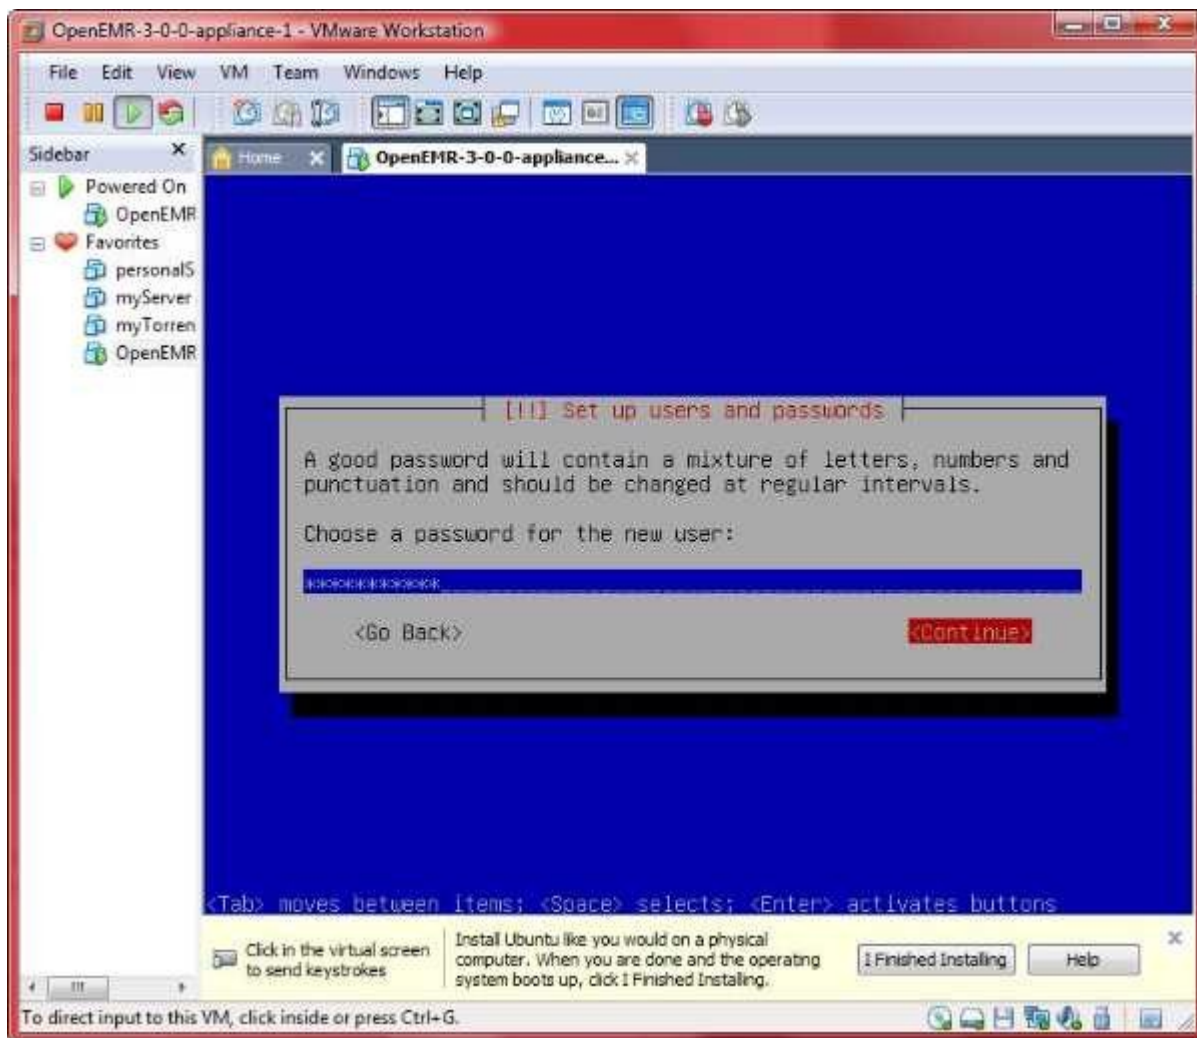 OpenEMR-3-0-0-appliance-1 - VMware Workstation
File Edit View VM Team Windows Help
Sidebar
Home
OpenEMR-3-0-0-appliance...
Powered On
OpenEMR
Favorites
personalS
myServer
myTorren
OpenEMR
[!!] Set up users and passwords
A good password will contain a mixture of letters, numbers and
punctuation and should be changed at regular intervals.
Choose a password for the new user:
************
<Go Back> <Continue>
<Tab> moves between items; <Space> selects; <Enter> activates buttons
Click in the virtual screen
to send keystrokes
Install Ubuntu like you would on a physical
computer. When you are done and the operating
system boots up, click I Finished Installing.
I Finished Installing
Help
To direct input to this VM, click inside or press Ctrl+G.